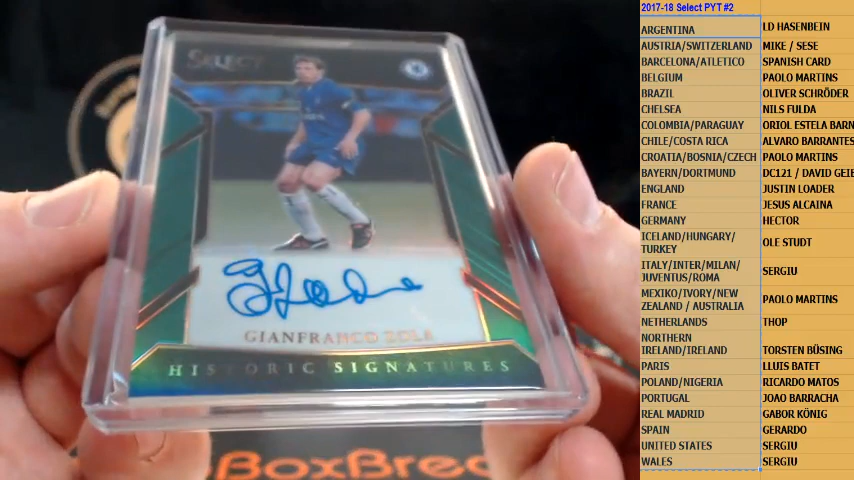 SELECT
GIANFRANCO ZOLA
HISTORIC SIGNATURES
BoxBrea
2017-18 Select PYT #2
ARGENTINA LD HASENBEIN
AUSTRIA/SWITZERLAND MIKE / SESE
BARCELONA/ATLETICO SPANISH CARD
BELGIUM PAOLO MARTINS
BRAZIL OLIVER SCHRÖDER
CHELSEA NILS FULDA
COLOMBIA/PARAGUAY ORIOL ESTELA BARN
CHILE/COSTA RICA ALVARO BARRANTES
CROATIA/BOSNIA/CZECH PAOLO MARTINS
BAYERN/DORTMUND DC121 / DAVID GEIB
ENGLAND JUSTIN LOADER
FRANCE JESUS ALCAINA
GERMANY HECTOR
ICELAND/HUNGARY/
TURKEY OLE STUDT
ITALY/INTER/MILAN/
JUVENTUS/ROMA SERGIU
MEXIKO/IVORY/NEW
ZEALAND / AUSTRALIA PAOLO MARTINS
NETHERLANDS THOP
NORTHERN
IRELAND/IRELAND TORSTEN BÜSING
PARIS LLUIS BATET
POLAND/NIGERIA RICARDO MATOS
PORTUGAL JOAO BARRACHA
REAL MADRID GABOR KÖNIG
SPAIN GERARDO
UNITED STATES SERGIU
WALES SERGIU